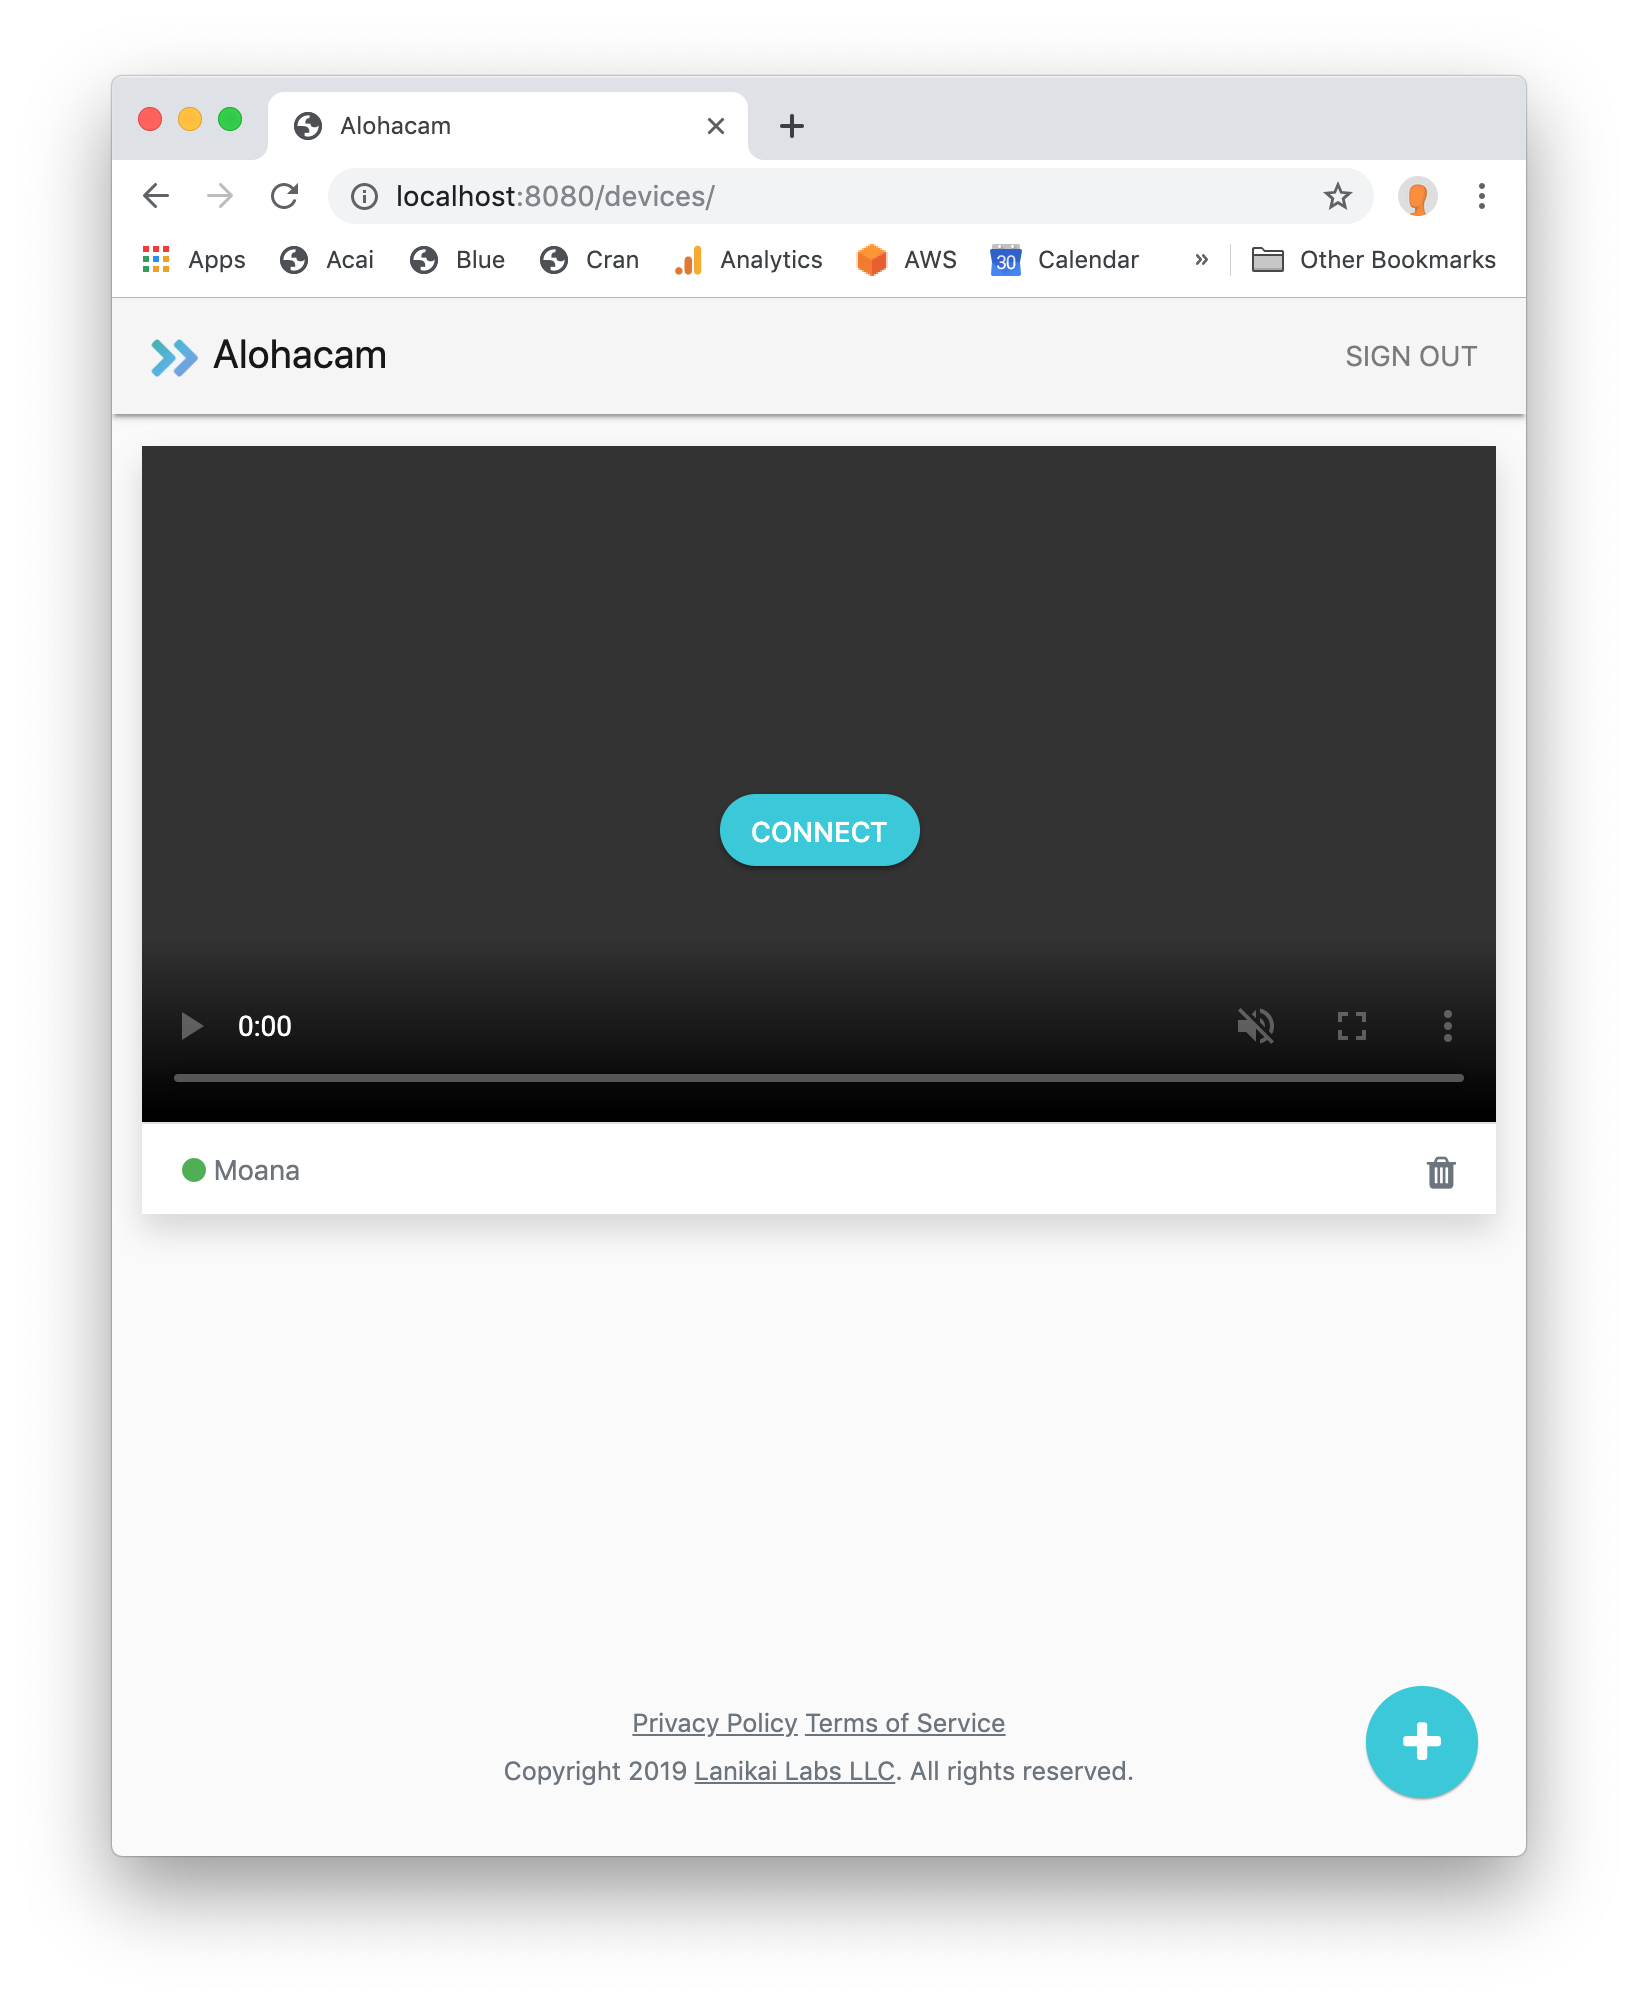 Alohacam
localhost:8080/devices/
Apps Acai Blue Cran Analytics AWS 30 Calendar » Other Bookmarks
Alohacam SIGN OUT
CONNECT
0:00
Moana
Privacy Policy Terms of Service
Copyright 2019 Lanikai Labs LLC. All rights reserved.